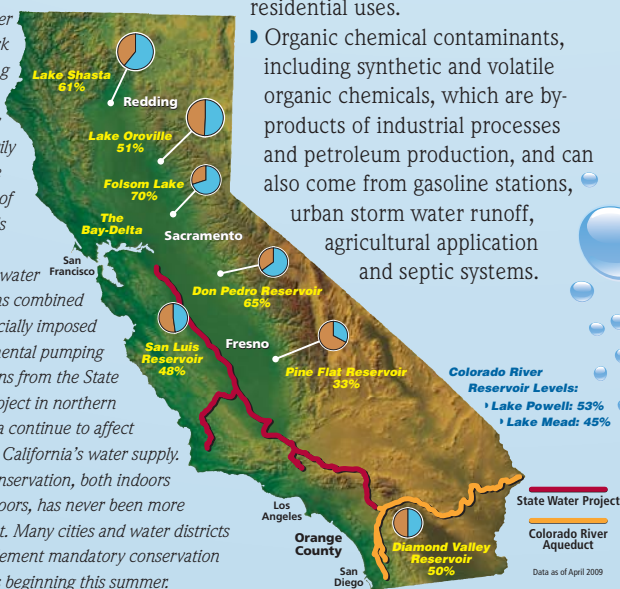 er
rk
g
ily
of
s
water
as combined
cially imposed
mental pumping
ns from the State
oject in northern
a continue to affect
California's water supply.
onservation, both indoors
oors, has never been more
t. Many cities and water districts
ement mandatory conservation
s beginning this summer.
residential uses.
Organic chemical contaminants,
including synthetic and volatile
organic chemicals, which are by-
products of industrial processes
and petroleum production, and can
also come from gasoline stations,
urban storm water runoff,
agricultural application
and septic systems.
Lake Shasta
61%
Redding
Lake Oroville
51%
Folsom Lake
70%
The
Bay-Delta
Sacramento
San
Francisco
Don Pedro Reservoir
65%
San Luis
Reservoir
48%
Fresno
Pine Flat Reservoir
33%
Colorado River
Reservoir Levels:
Lake Powell: 53%
Lake Mead: 45%
Los
Angeles
Orange
County
San
Diego
Diamond Valley
Reservoir
50%
State Water Project
Colorado River
Aqueduct
Data as of April 2009